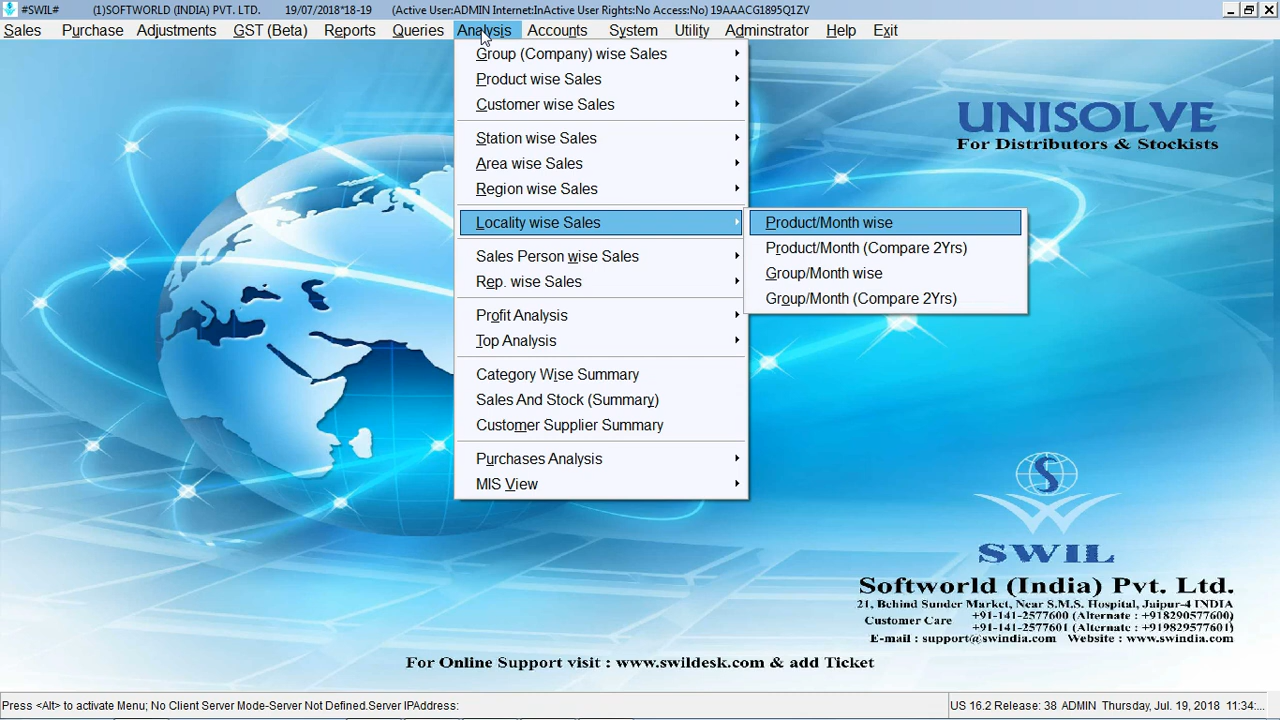 #SWIL# (1)SOFTWORLD (INDIA) PVT. LTD. 19/07/2018*18-19 (Active User:ADMIN Internet:InActive User Rights:No Access:No) 19AAACG1895Q1ZV
Sales Purchase Adjustments GST (Beta) Reports Queries Analysis Accounts System Utility Adminstrator Help Exit
Group (Company) wise Sales
Product wise Sales
Customer wise Sales
Station wise Sales
Area wise Sales
Region wise Sales
Locality wise Sales
Sales Person wise Sales
Rep. wise Sales
Profit Analysis
Top Analysis
Category Wise Summary
Sales And Stock (Summary)
Customer Supplier Summary
Purchases Analysis
MIS View
Product/Month wise
Product/Month (Compare 2Yrs)
Group/Month wise
Group/Month (Compare 2Yrs)
UNISOLVE
For Distributors & Stockists
S
SWIL
Softworld (India) Pvt. Ltd.
21, Behind Sunder Market, Near S.M.S. Hospital, Jaipur-4 INDIA
Customer Care +91-141-2577600 (Alternate : +918290577600)
+91-141-2577601 (Alternate : +919829577601)
E-mail : support@swindia.com Website : www.swindia.com
For Online Support visit : www.swildesk.com & add Ticket
Press <Alt> to activate Menu; No Client Server Mode-Server Not Defined.Server IPAddress:
US 16.2 Release: 38 ADMIN Thursday, Jul. 19, 2018 11:34:...